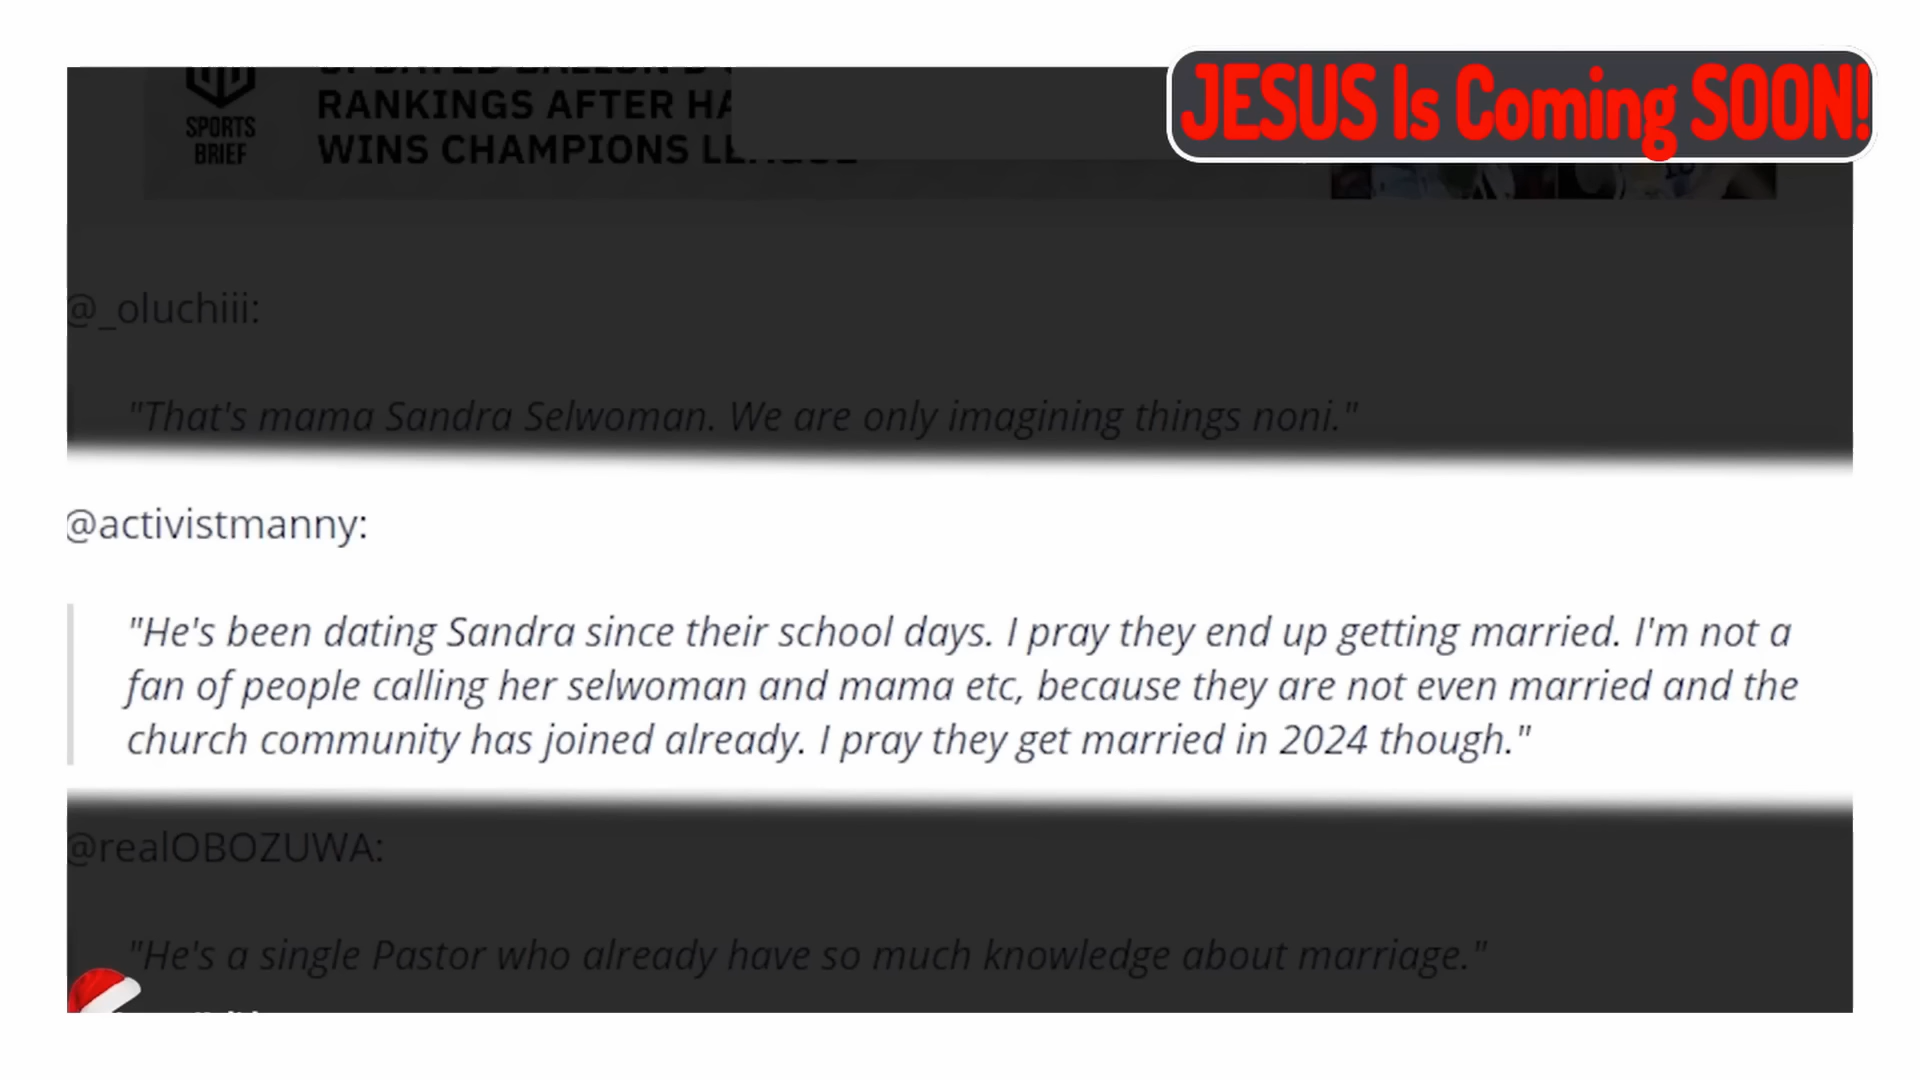 JESUS Is Coming SOON!
SPORTS
BRIEF
RANKINGS AFTER
WINS CHAMPIONS
@_oluchiii:
"That's mama Sandra Selwoman. We are only imagining things noni."
@activistmanny:
"He's been dating Sandra since their school days. I pray they end up getting married. I'm not a
fan of people calling her selwoman and mama etc, because they are not even married and the
church community has joined already. I pray they get married in 2024 though."
@realOBOZUWA:
"He's a single Pastor who already have so much knowledge about marriage."